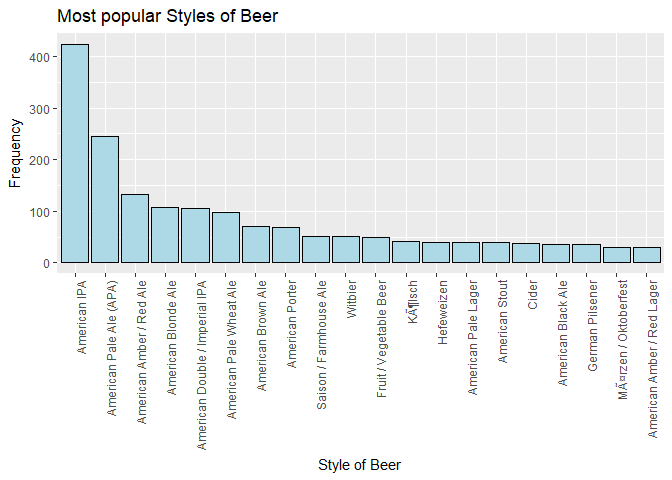 Most popular Styles of Beer
Frequency
400
300
200
100
0
American IPA
American Pale Ale (APA)
American Amber / Red Ale
American Blonde Ale
American Double / Imperial IPA
American Pale Wheat Ale
American Brown Ale
American Porter
Saison / Farmhouse Ale
Witbier
Fruit / Vegetable Beer
KÃ¶lsch
Hefeweizen
American Pale Lager
American Stout
Cider
American Black Ale
German Pilsener
MÃ¤rzen / Oktoberfest
American Amber / Red Lager
Style of Beer